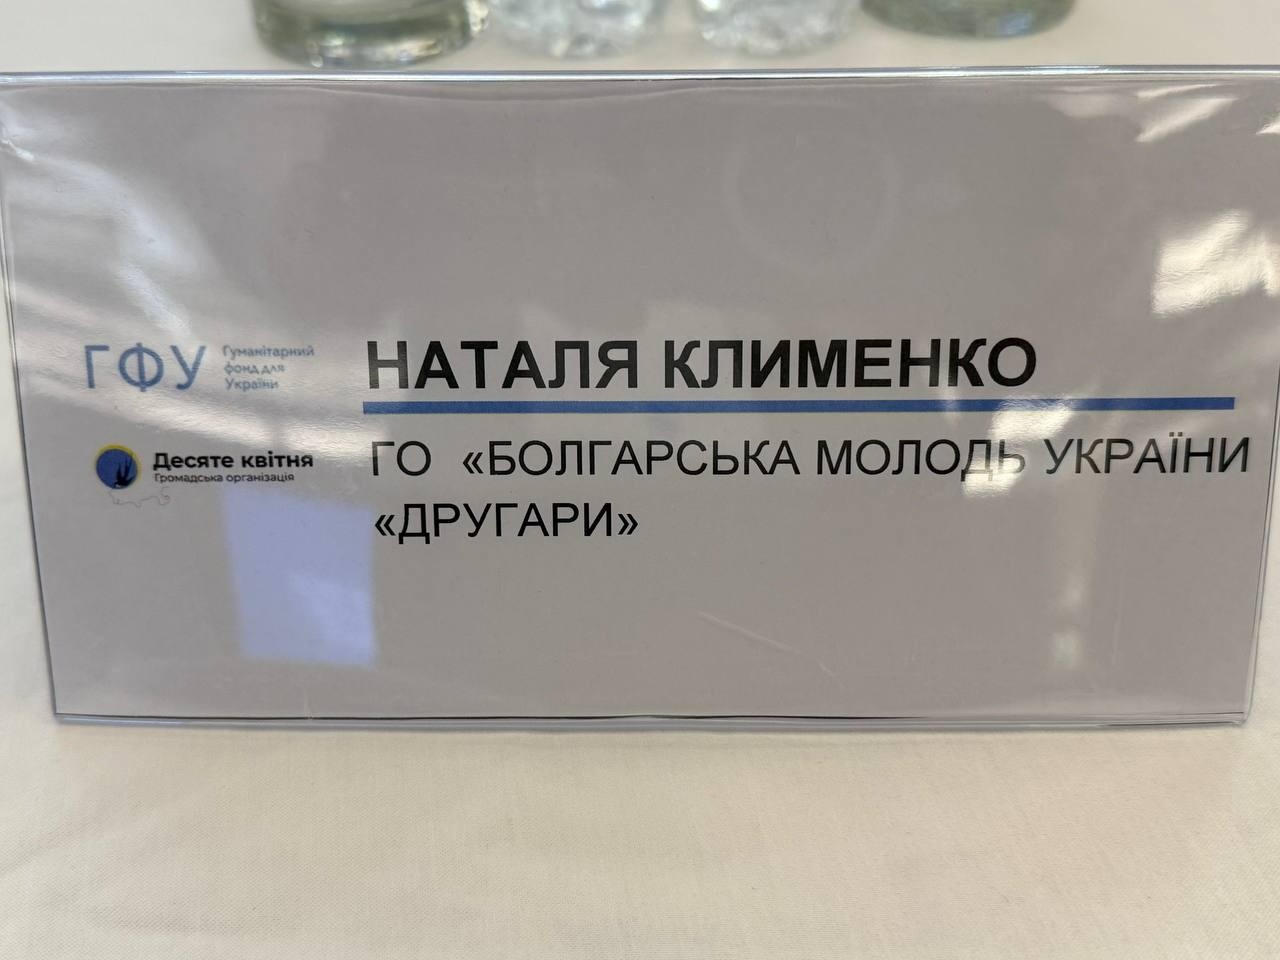 ГФУ
Гуманітарний
фонд для
України
НАТАЛЯ КЛИМЕНКО
Десяте квітня
Громадська організація
ГО «БОЛГАРСЬКА МОЛОДЬ УКРАЇНИ
«ДРУГАРИ»